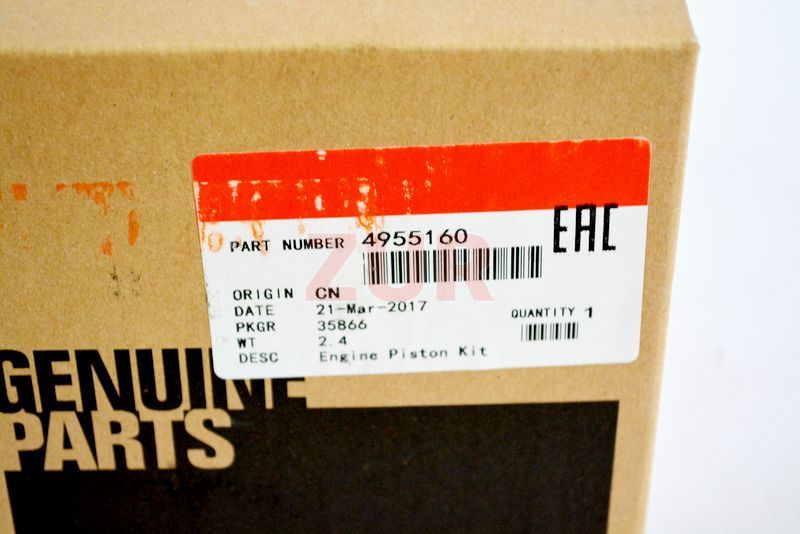 PART NUMBER 4955160
EAC
ZUR
ORIGIN CN
DATE 21-Mar-2017
PKGR 35866
WT 2.4
DESC Engine Piston Kit
QUANTITY 1
GENUINE
PARTS